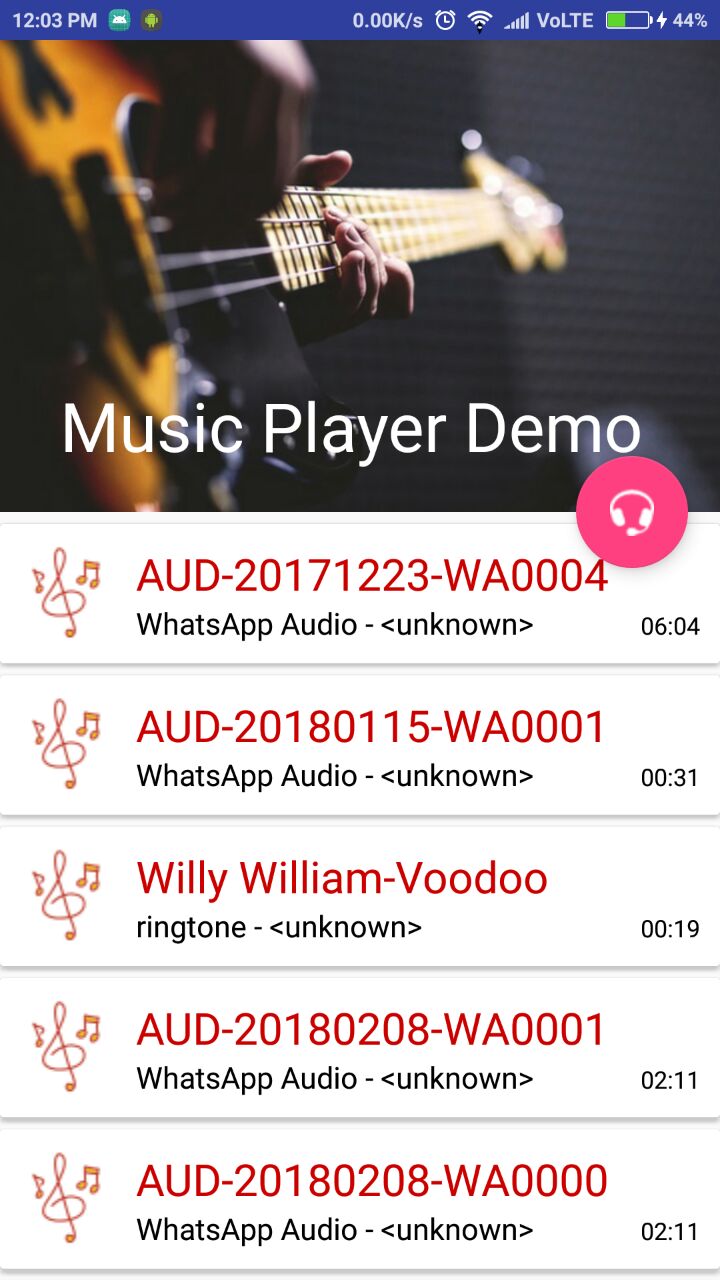 12:03 PM 0.00K/s VoLTE 44%
Music Player Demo
AUD-20171223-WA0004
WhatsApp Audio - <unknown> 06:04
AUD-20180115-WA0001
WhatsApp Audio - <unknown> 00:31
Willy William-Voodoo
ringtone - <unknown> 00:19
AUD-20180208-WA0001
WhatsApp Audio - <unknown> 02:11
AUD-20180208-WA0000
WhatsApp Audio - <unknown> 02:11